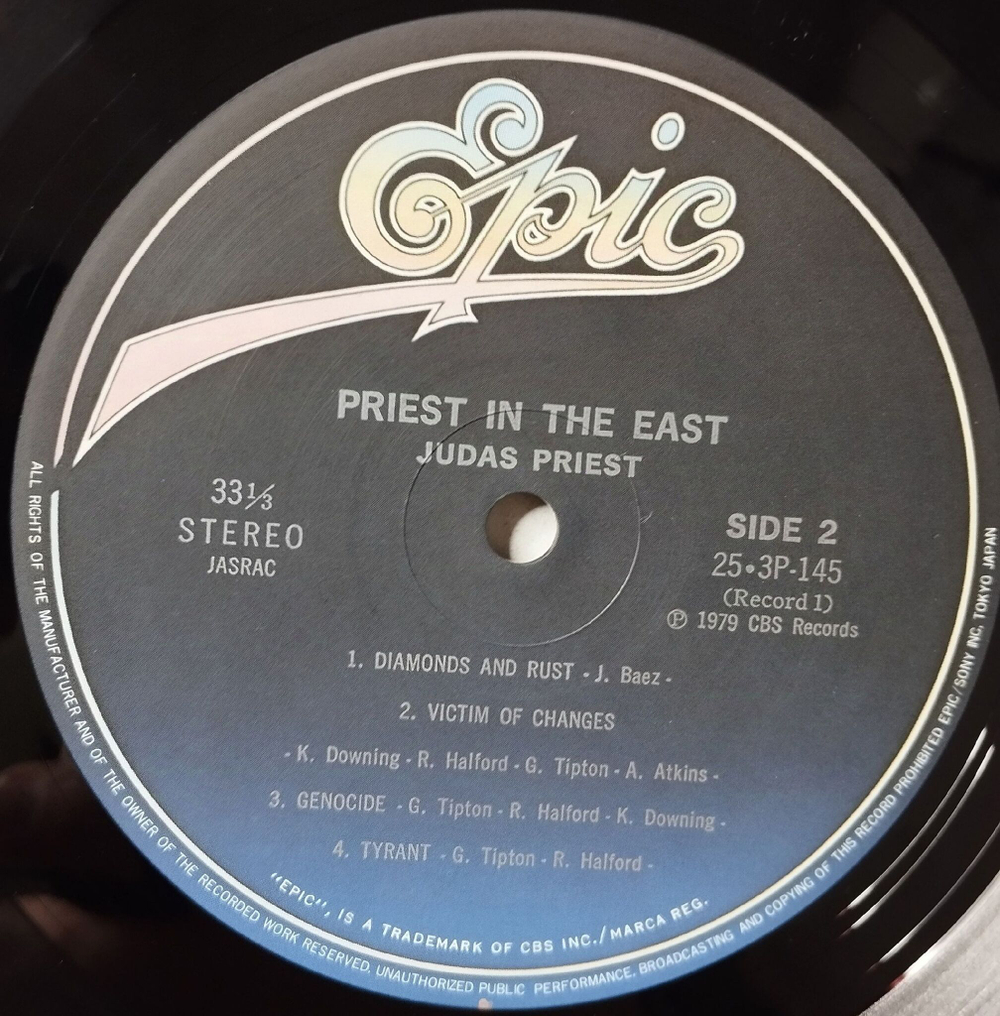 Epic
PRIEST IN THE EAST
JUDAS PRIEST
33⅓
STEREO
JASRAC
SIDE 2
25•3P-145
(Record 1)
Ⓟ 1979 CBS Records
1. DIAMONDS AND RUST - J. Baez -
2. VICTIM OF CHANGES
- K. Downing - R. Halford - G. Tipton - A. Atkins -
3. GENOCIDE - G. Tipton - R. Halford - K. Downing -
4. TYRANT - G. Tipton - R. Halford -
"EPIC", IS A TRADEMARK OF CBS INC./MARCA REG.
ALL RIGHTS OF THE MANUFACTURER AND OF THE OWNER OF THE RECORDED WORK RESERVED, UNAUTHORIZED PUBLIC PERFORMANCE, BROADCASTING AND COPYING OF THIS RECORD PROHIBITED EPIC/SONY INC, TOKYO JAPAN